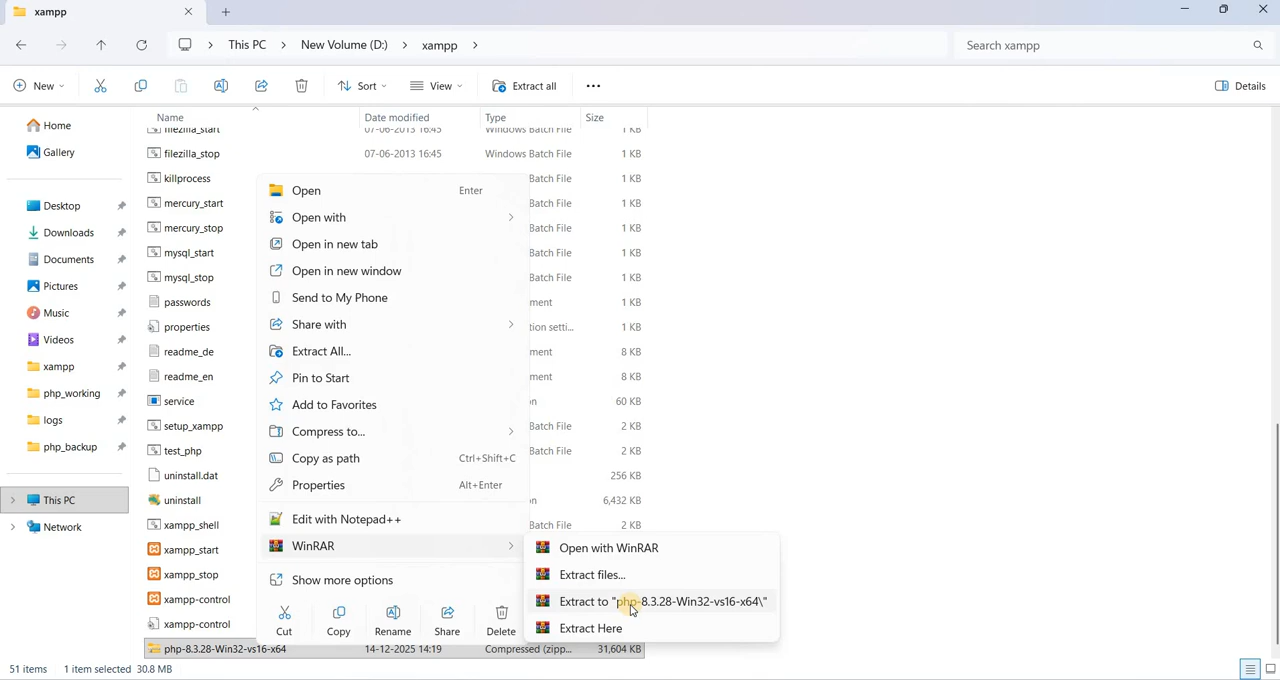 xampp
This PC > New Volume (D:) > xampp >
Search xampp
New
Sort
View
Extract all
Details
Name Date modified Type Size
filezilla_start 07-06-2013 16:45 Windows Batch File 1 KB
filezilla_stop 07-06-2013 16:45 Windows Batch File 1 KB
killprocess Batch File 1 KB
mercury_start Batch File 1 KB
mercury_stop Batch File 1 KB
mysql_start Batch File 1 KB
mysql_stop Batch File 1 KB
passwords ment 1 KB
properties tion setti... 1 KB
readme_de ment 8 KB
readme_en ment 8 KB
service n 60 KB
setup_xampp Batch File 2 KB
test_php Batch File 2 KB
uninstall.dat 256 KB
uninstall n 6,432 KB
xampp_shell Batch File 2 KB
xampp_start
xampp_stop
xampp-control
xampp-control
php-8.3.28-Win32-vs16-x64 14-12-2025 14:19 Compressed (zipp... 31,604 KB
Home
Gallery
Desktop
Downloads
Documents
Pictures
Music
Videos
xampp
php_working
logs
php_backup
This PC
Network
Open Enter
Open with
Open in new tab
Open in new window
Send to My Phone
Share with
Extract All...
Pin to Start
Add to Favorites
Compress to...
Copy as path Ctrl+Shift+C
Properties Alt+Enter
Edit with Notepad++
WinRAR
Show more options
Cut Copy Rename Share Delete
Open with WinRAR
Extract files...
Extract to "php-8.3.28-Win32-vs16-x64\"
Extract Here
51 items 1 item selected 30.8 MB